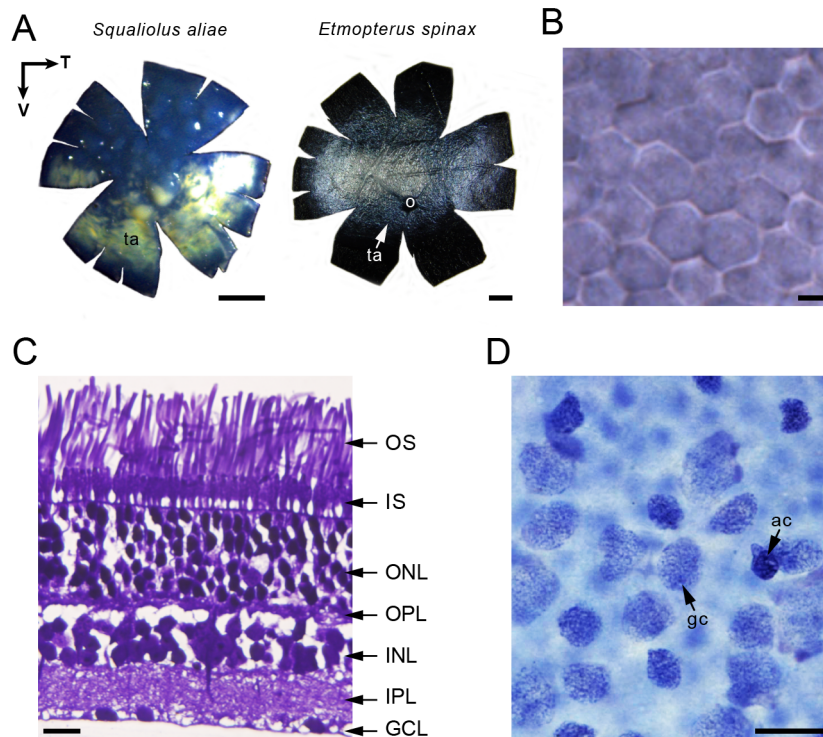 A
Squaliolus aliae
Etmopterus spinax
B
T
V
ta
o
ta
C
D
OS
IS
ONL
OPL
INL
IPL
GCL
ac
gc